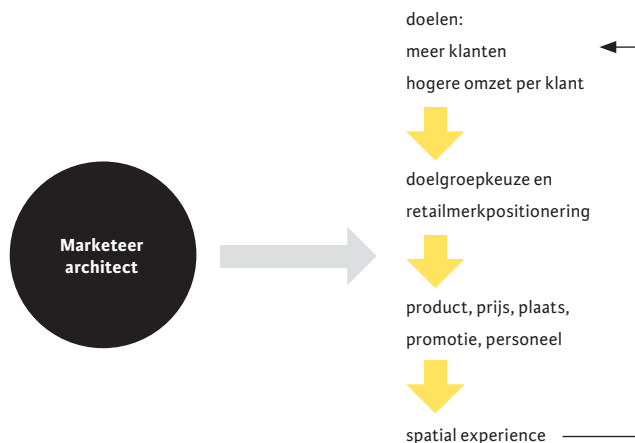 doelen:
meer klanten
hogere omzet per klant
doelgroepkeuze en
retailmerkpositionering
Marketeer
architect
product, prijs, plaats,
promotie, personeel
spatial experience